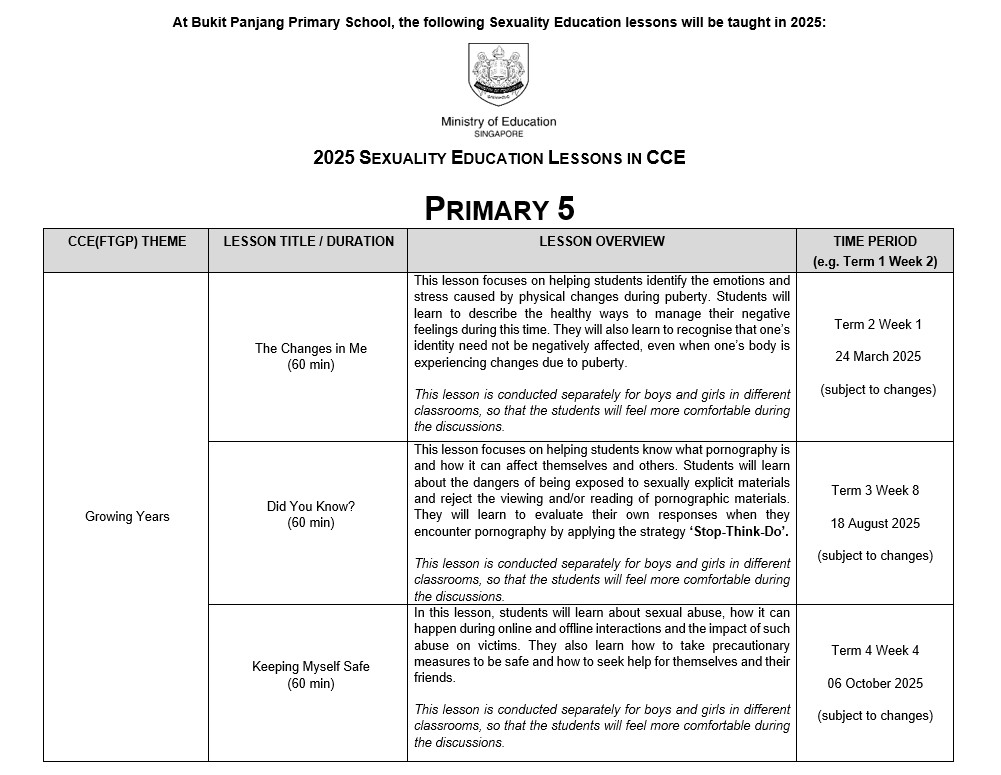 At Bukit Panjang Primary School, the following Sexuality Education lessons will be taught in 2025:
Ministry of Education
SINGAPORE
2025 SEXUALITY EDUCATION LESSONS IN CCE
PRIMARY 5
CCE(FTGP) THEME
LESSON TITLE / DURATION
LESSON OVERVIEW
TIME PERIOD
(e.g. Term 1 Week 2)
Growing Years
The Changes in Me
(60 min)
This lesson focuses on helping students identify the emotions and
stress caused by physical changes during puberty. Students will
learn to describe the healthy ways to manage their negative
feelings during this time. They will also learn to recognise that one's
identity need not be negatively affected, even when one's body is
experiencing changes due to puberty.
This lesson is conducted separately for boys and girls in different
classrooms, so that the students will feel more comfortable during
the discussions.
Term 2 Week 1
24 March 2025
(subject to changes)
Did You Know?
(60 min)
This lesson focuses on helping students know what pornography is
and how it can affect themselves and others. Students will learn
about the dangers of being exposed to sexually explicit materials
and reject the viewing and/or reading of pornographic materials.
They will learn to evaluate their own responses when they
encounter pornography by applying the strategy ‘Stop-Think-Do’.
This lesson is conducted separately for boys and girls in different
classrooms, so that the students will feel more comfortable during
the discussions.
Term 3 Week 8
18 August 2025
(subject to changes)
Keeping Myself Safe
(60 min)
In this lesson, students will learn about sexual abuse, how it can
happen during online and offline interactions and the impact of such
abuse on victims. They also learn how to take precautionary
measures to be safe and how to seek help for themselves and their
friends.
This lesson is conducted separately for boys and girls in different
classrooms, so that the students will feel more comfortable during
the discussions.
Term 4 Week 4
06 October 2025
(subject to changes)